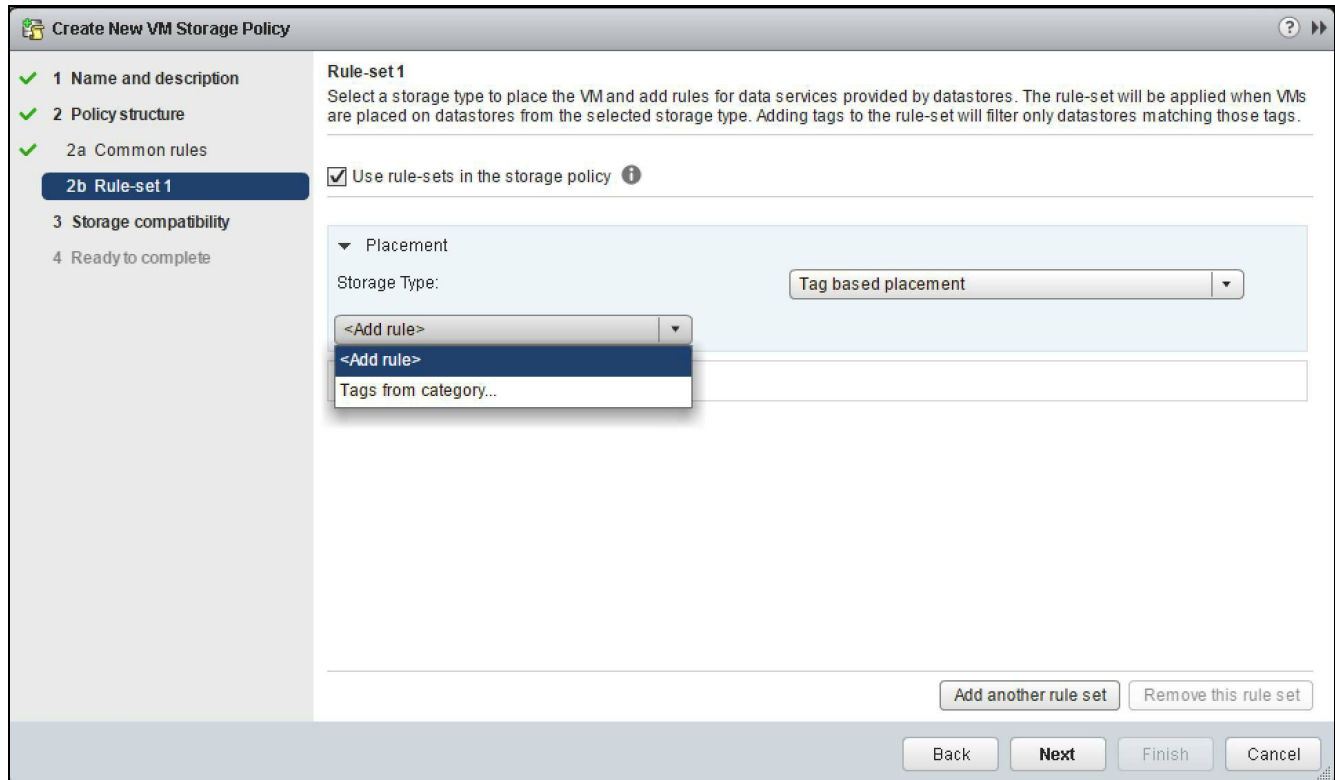 Create New VM Storage Policy
1 Name and description
2 Policy structure
2a Common rules
2b Rule-set 1
3 Storage compatibility
4 Ready to complete
Rule-set 1
Select a storage type to place the VM and add rules for data services provided by datastores. The rule-set will be applied when VMs
are placed on datastores from the selected storage type. Adding tags to the rule-set will filter only datastores matching those tags.
Use rule-sets in the storage policy
Placement
Storage Type:
Tag based placement
<Add rule>
<Add rule>
Tags from category...
Add another rule set
Remove this rule set
Back
Next
Finish
Cancel